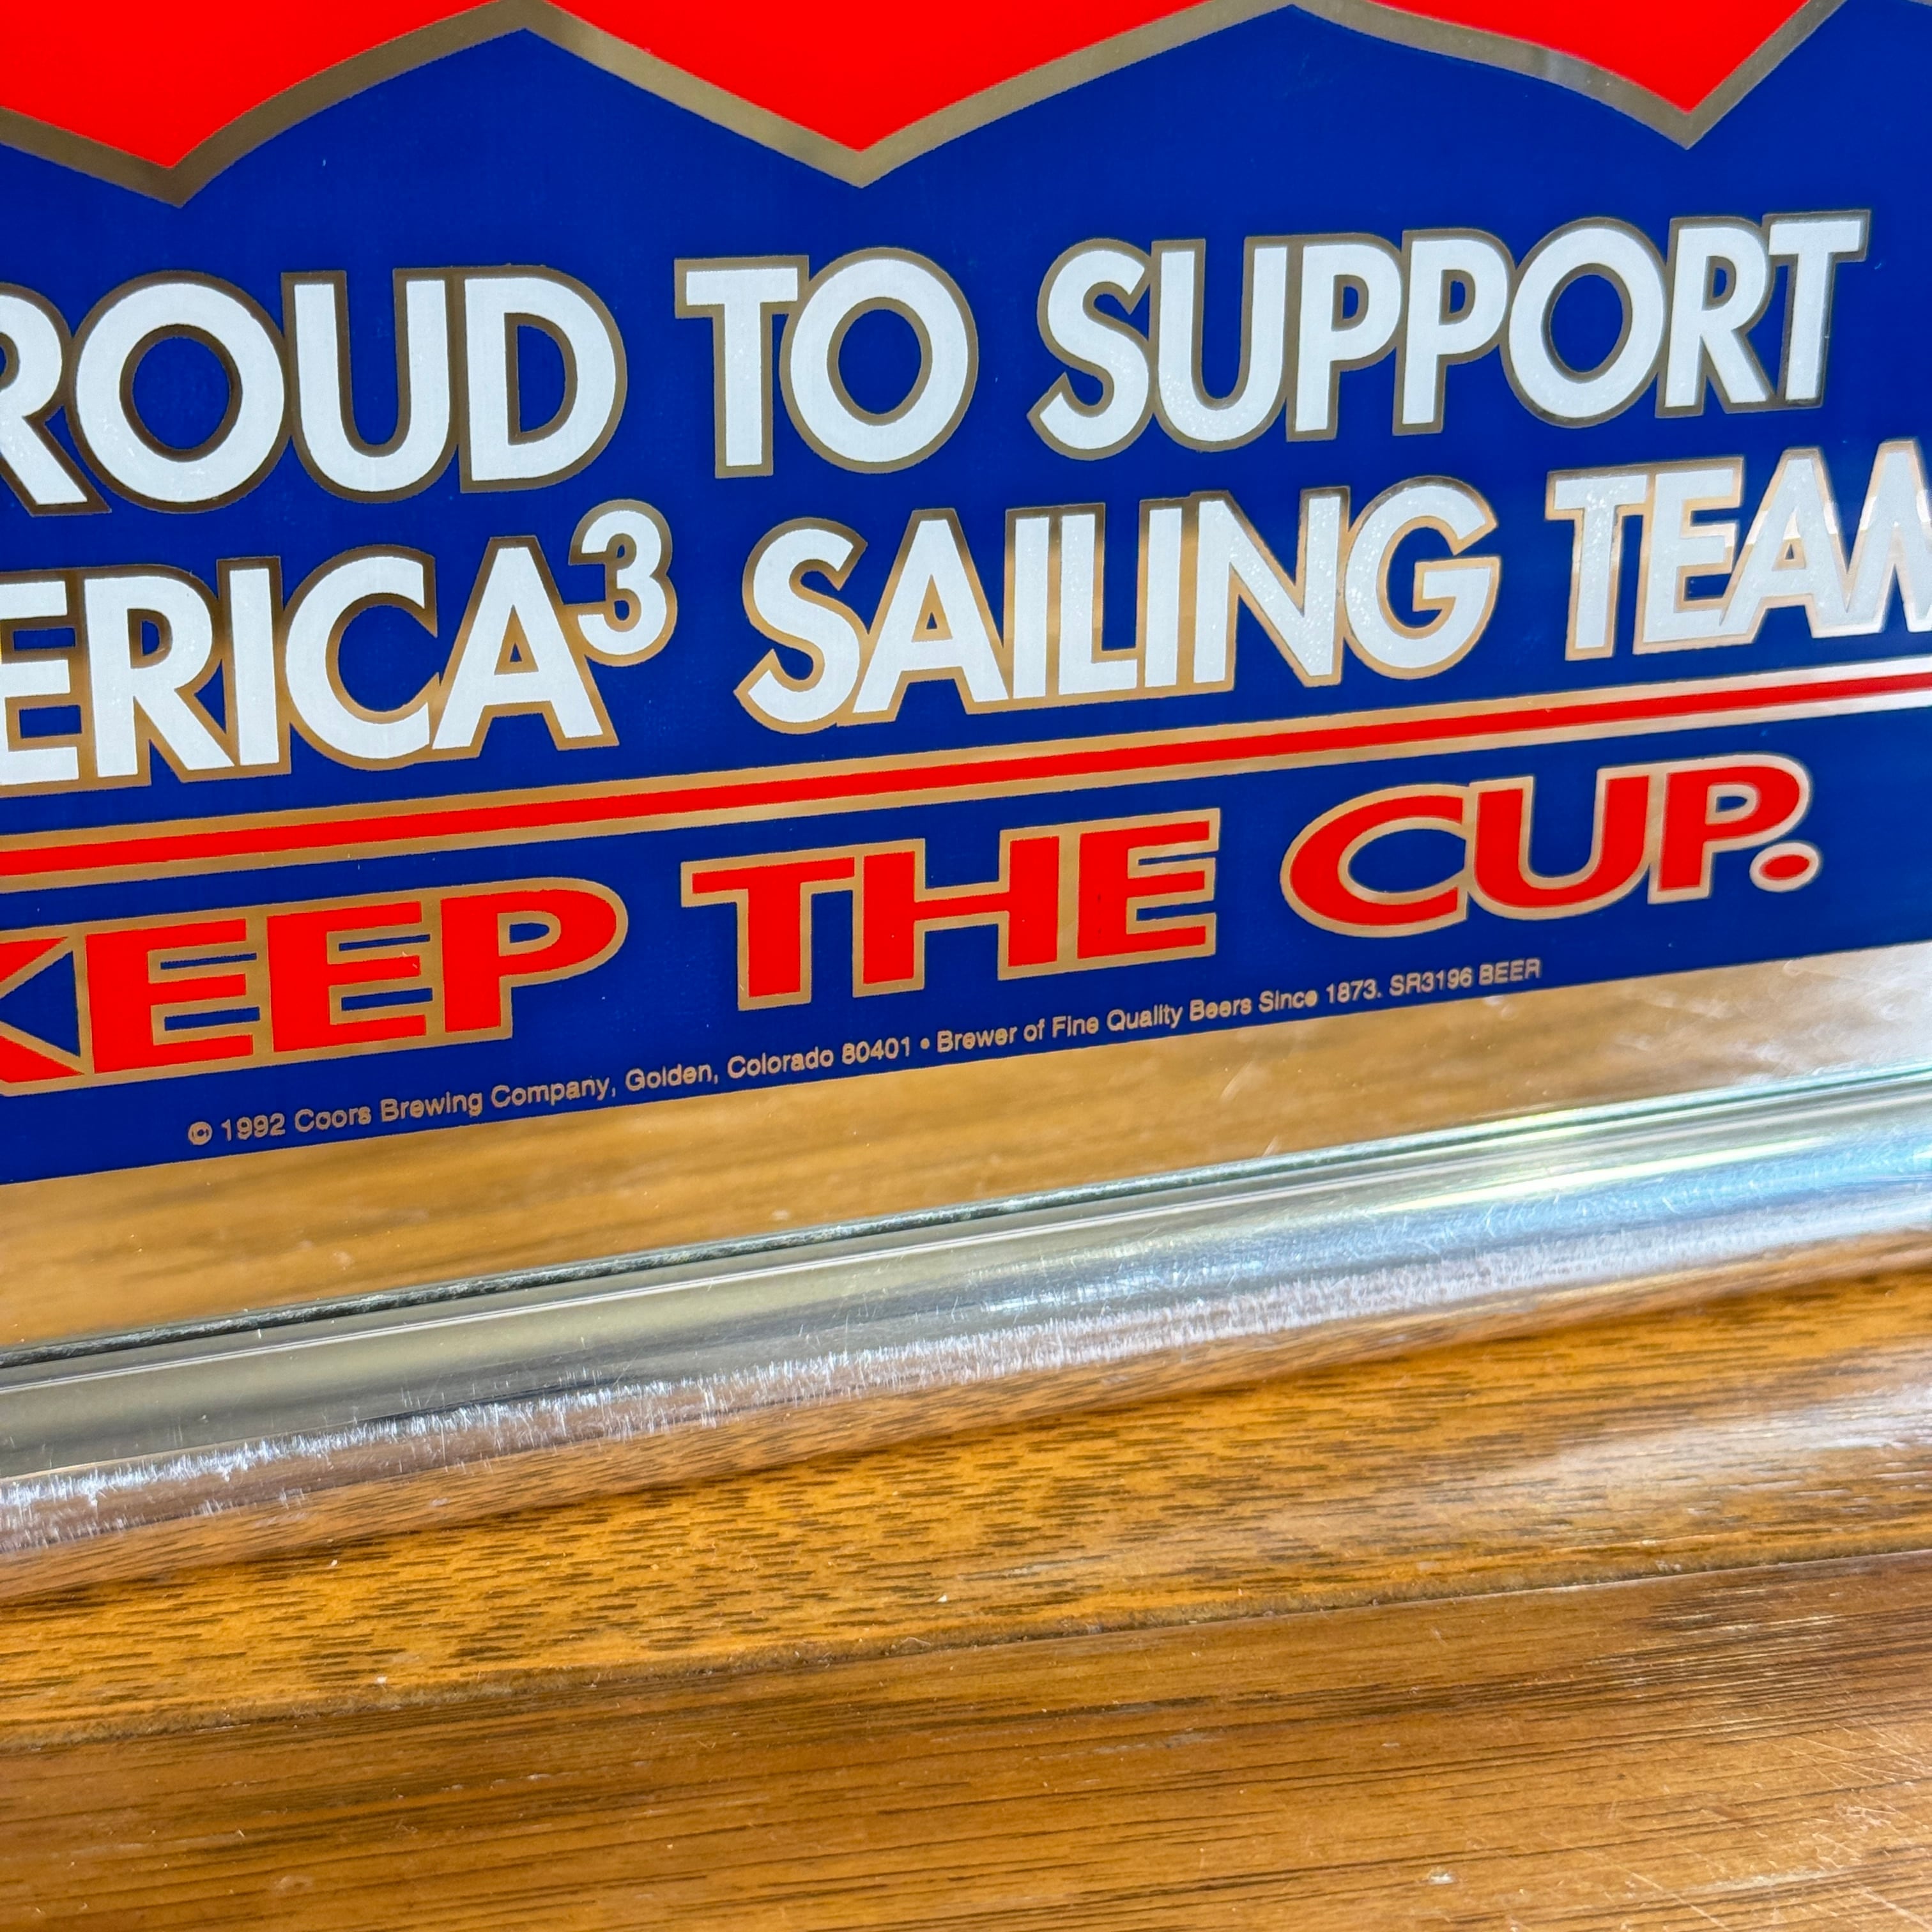 ROUD TO SUPPORT
ERICA³ SAILING TEAM
KEEP THE CUP.
© 1992 Coors Brewing Company, Golden, Colorado 80401 • Brewer of Fine Quality Beers Since 1873. SR3196 BEER